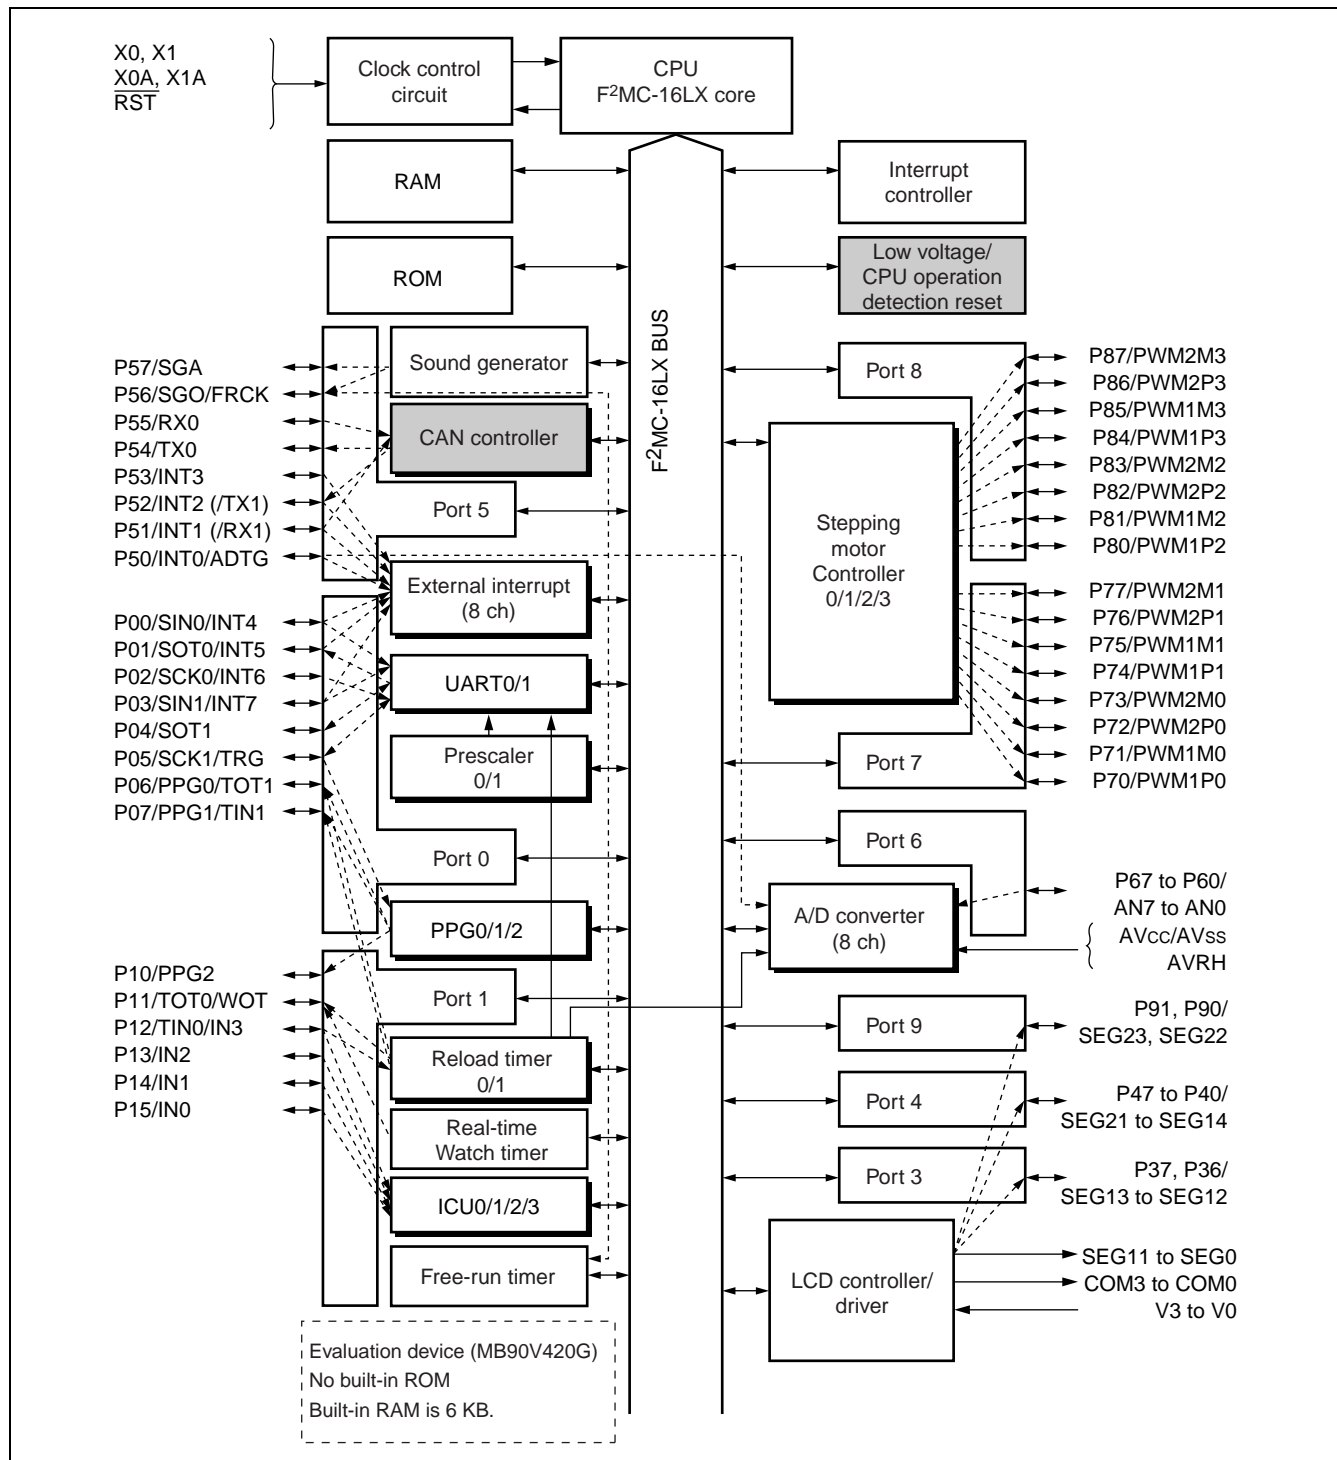 X0, X1
X0A, X1A
RST
Clock control
circuit
CPU
F²MC-16LX core
RAM
Interrupt
controller
ROM
Low voltage/
CPU operation
detection reset
F²MC-16LX BUS
Sound generator
CAN controller
Port 5
External interrupt
(8 ch)
UART0/1
Prescaler
0/1
Port 0
PPG0/1/2
Port 1
Reload timer
0/1
Real-time
Watch timer
ICU0/1/2/3
Free-run timer
P57/SGA
P56/SGO/FRCK
P55/RX0
P54/TX0
P53/INT3
P52/INT2 (/TX1)
P51/INT1 (/RX1)
P50/INT0/ADTG
P00/SIN0/INT4
P01/SOT0/INT5
P02/SCK0/INT6
P03/SIN1/INT7
P04/SOT1
P05/SCK1/TRG
P06/PPG0/TOT1
P07/PPG1/TIN1
P10/PPG2
P11/TOT0/WOT
P12/TIN0/IN3
P13/IN2
P14/IN1
P15/IN0
Port 8
Stepping
motor
Controller
0/1/2/3
Port 7
Port 6
A/D converter
(8 ch)
Port 9
Port 4
Port 3
LCD controller/
driver
P87/PWM2M3
P86/PWM2P3
P85/PWM1M3
P84/PWM1P3
P83/PWM2M2
P82/PWM2P2
P81/PWM1M2
P80/PWM1P2
P77/PWM2M1
P76/PWM2P1
P75/PWM1M1
P74/PWM1P1
P73/PWM2M0
P72/PWM2P0
P71/PWM1M0
P70/PWM1P0
P67 to P60/
AN7 to AN0
AVCC/AVSS
AVRH
P91, P90/
SEG23, SEG22
P47 to P40/
SEG21 to SEG14
P37, P36/
SEG13 to SEG12
SEG11 to SEG0
COM3 to COM0
V3 to V0
Evaluation device (MB90V420G)
No built-in ROM
Built-in RAM is 6 KB.